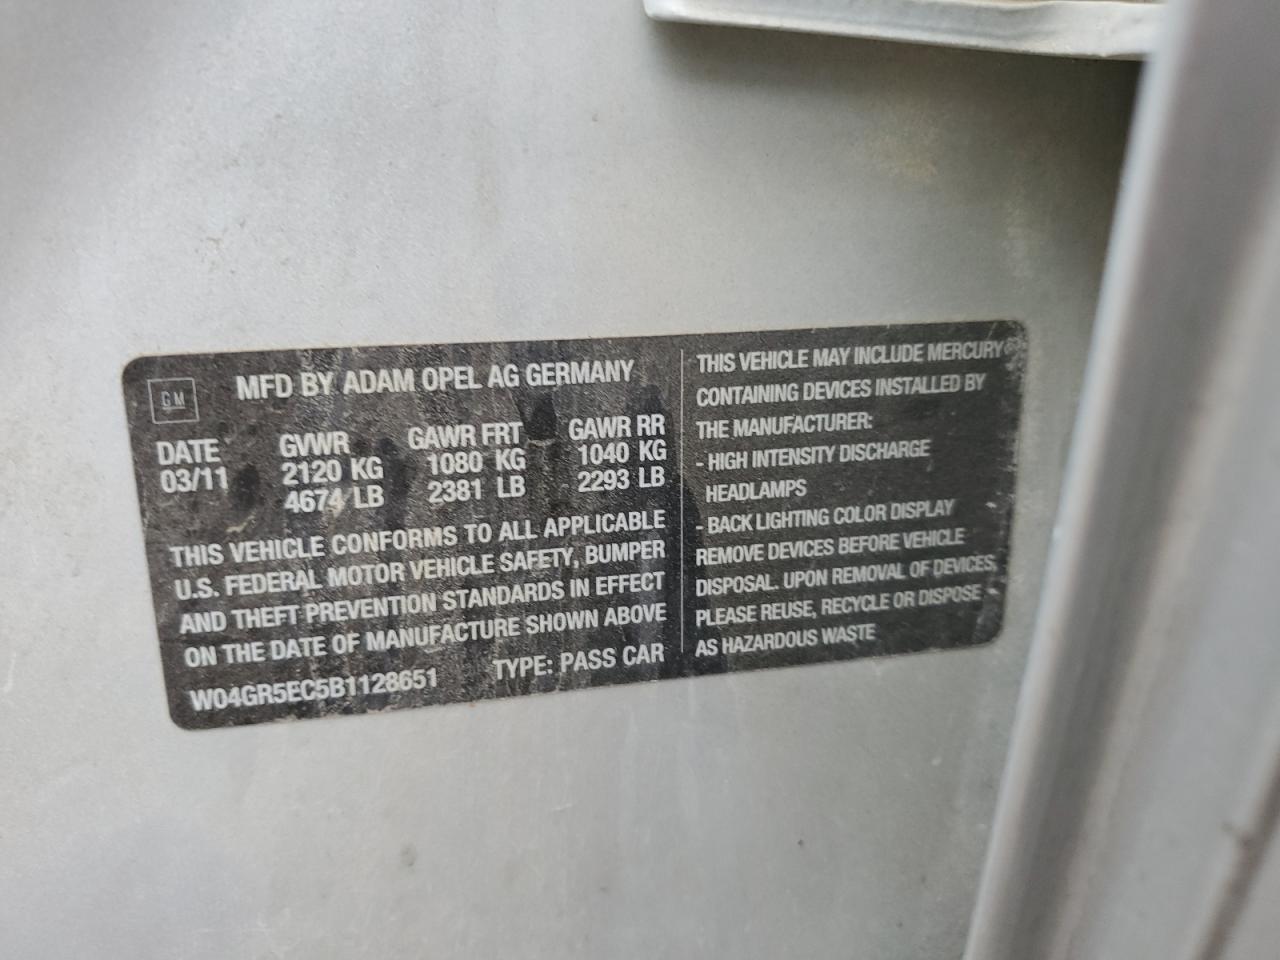 GM
MFD BY ADAM OPEL AG GERMANY
DATE GVWR GAWR FRT GAWR RR
03/11 2120 KG 1080 KG 1040 KG
4674 LB 2381 LB 2293 LB
THIS VEHICLE CONFORMS TO ALL APPLICABLE
U.S. FEDERAL MOTOR VEHICLE SAFETY, BUMPER
AND THEFT PREVENTION STANDARDS IN EFFECT
ON THE DATE OF MANUFACTURE SHOWN ABOVE
W04GR5EC5B1128651 TYPE: PASS CAR
THIS VEHICLE MAY INCLUDE MERCURY
CONTAINING DEVICES INSTALLED BY
THE MANUFACTURER:
- HIGH INTENSITY DISCHARGE
HEADLAMPS
- BACK LIGHTING COLOR DISPLAY
REMOVE DEVICES BEFORE VEHICLE
DISPOSAL. UPON REMOVAL OF DEVICES,
PLEASE REUSE, RECYCLE OR DISPOSE
AS HAZARDOUS WASTE